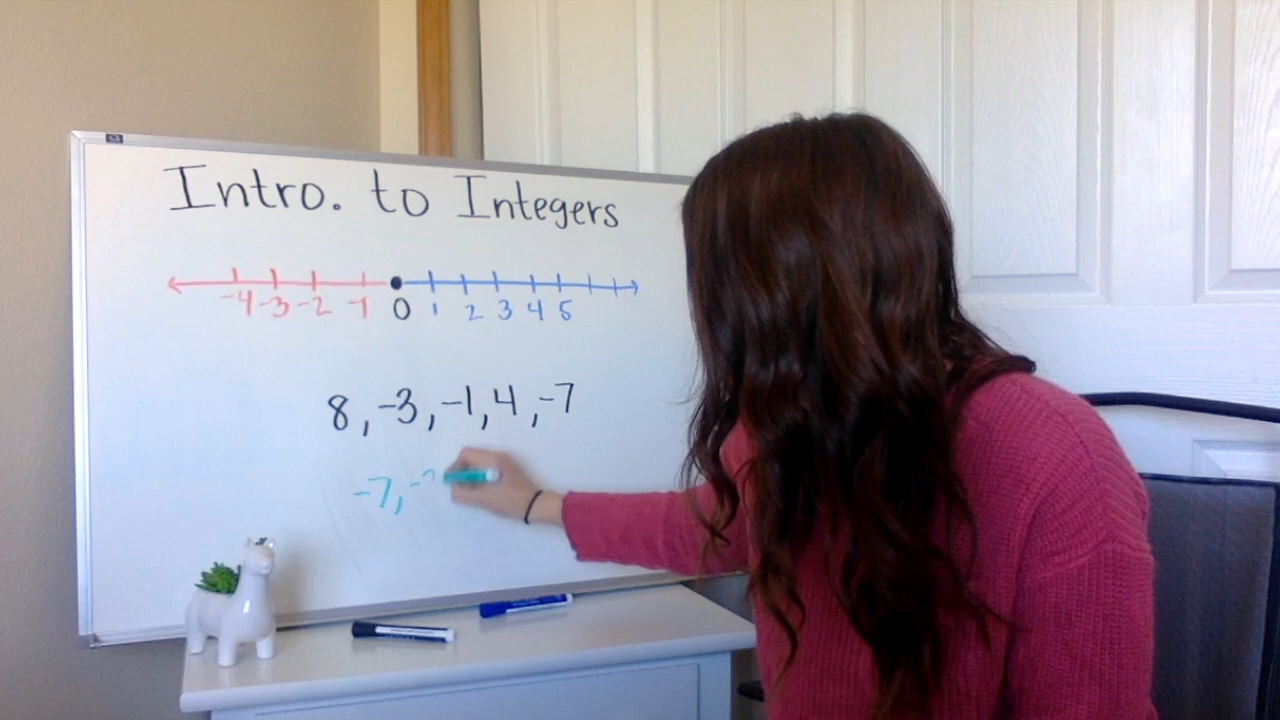 Intro. to Integers
-4 -3 -2 -1 0 1 2 3 4 5
8, -3, -1, 4, -7
-7, -